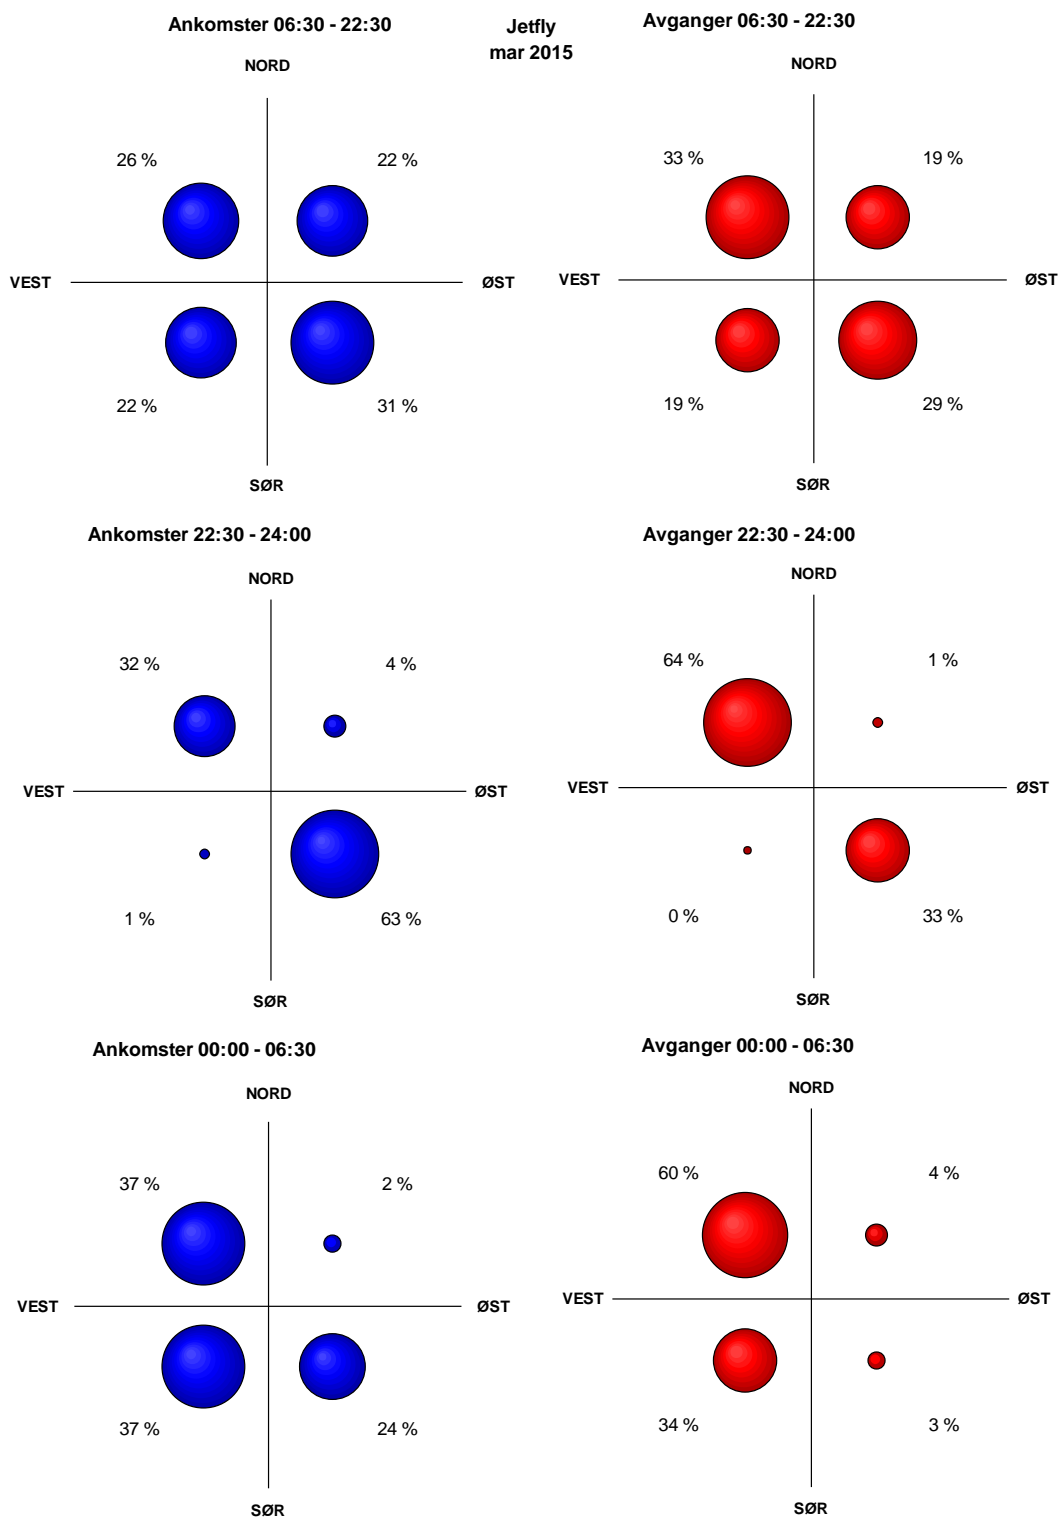 Ankomster 06:30 - 22:30
Jetfly
mar 2015
Avganger 06:30 - 22:30
NORD
26 %
22 %
VEST
ØST
22 %
31 %
SØR
NORD
33 %
19 %
VEST
ØST
19 %
29 %
SØR
Ankomster 22:30 - 24:00
NORD
32 %
4 %
VEST
ØST
1 %
63 %
SØR
Avganger 22:30 - 24:00
NORD
64 %
1 %
VEST
ØST
0 %
33 %
SØR
Ankomster 00:00 - 06:30
NORD
37 %
2 %
VEST
ØST
37 %
24 %
SØR
Avganger 00:00 - 06:30
NORD
60 %
4 %
VEST
ØST
34 %
3 %
SØR